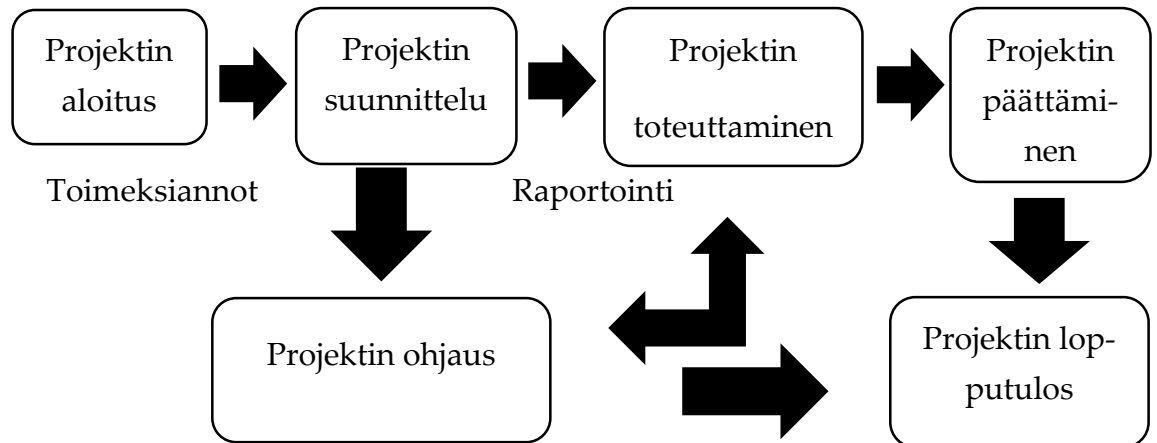 Projektin
aloitus
Projektin
suunnittelu
Projektin
toteuttaminen
Projektin
päättämi-
nen
Toimeksiannot
Raportointi
Projektin ohjaus
Projektin lop-
putulos